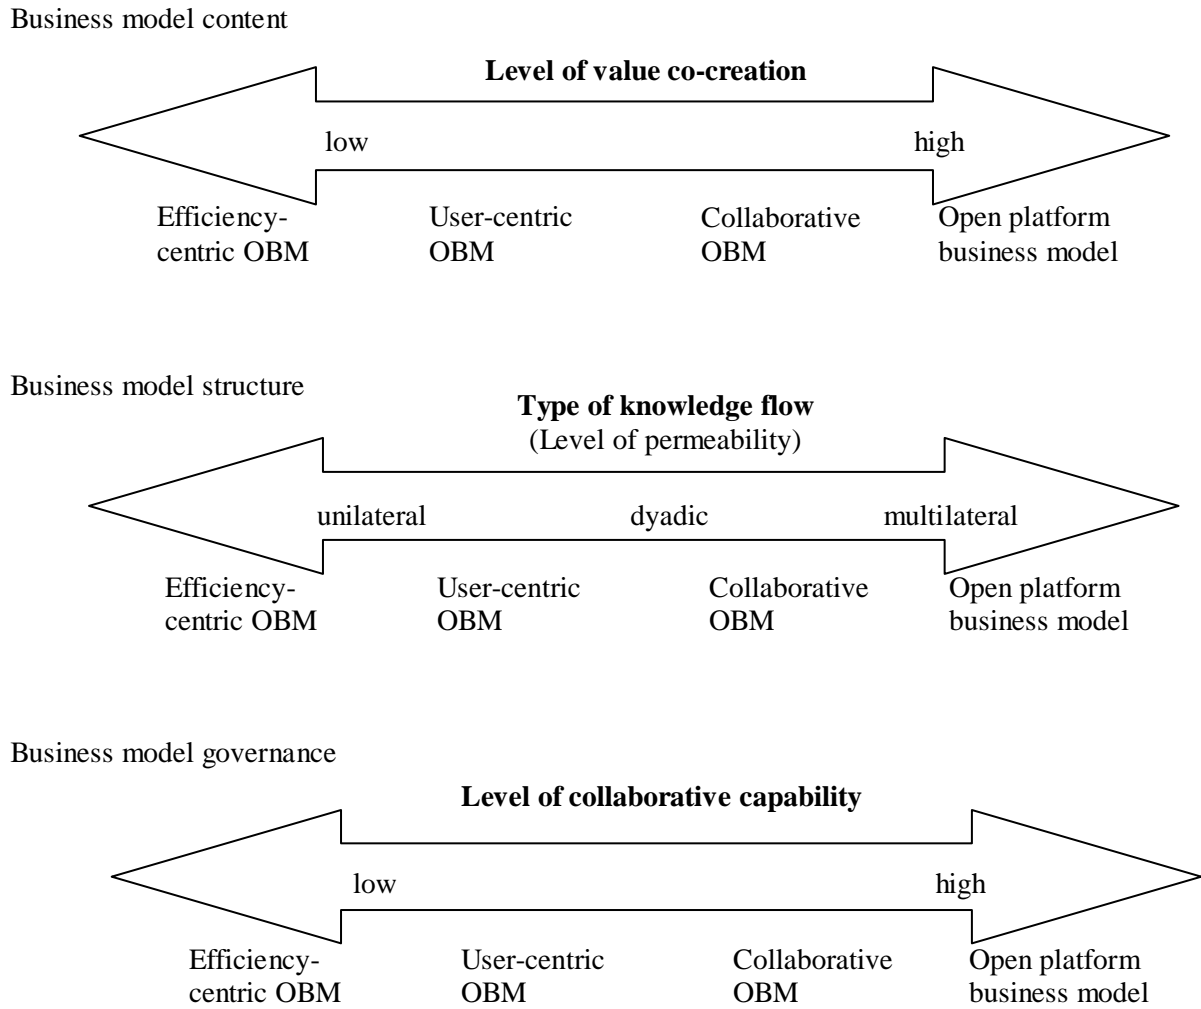 Business model content
Level of value co-creation
low high
Efficiency- User-centric Collaborative Open platform
centric OBM OBM OBM business model
Business model structure
Type of knowledge flow
(Level of permeability)
unilateral dyadic multilateral
Efficiency- User-centric Collaborative Open platform
centric OBM OBM OBM business model
Business model governance
Level of collaborative capability
low high
Efficiency- User-centric Collaborative Open platform
centric OBM OBM OBM business model